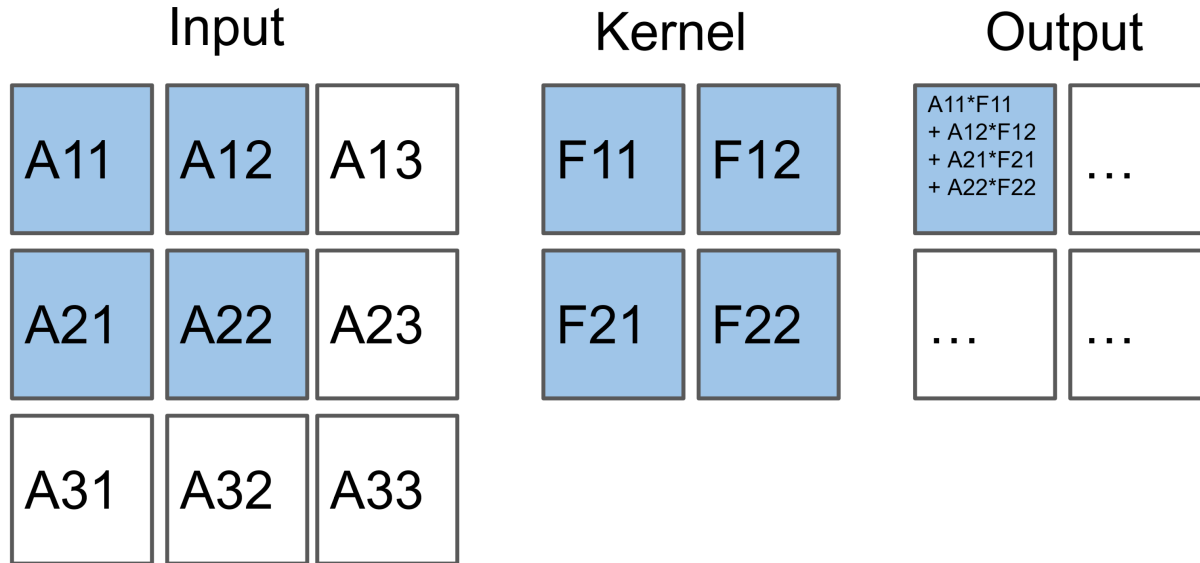 Input Kernel Output
A11 A12 A13 F11 F12 A11*F11
+ A12*F12
+ A21*F21
+ A22*F22
…
A21 A22 A23 F21 F22 … …
A31 A32 A33